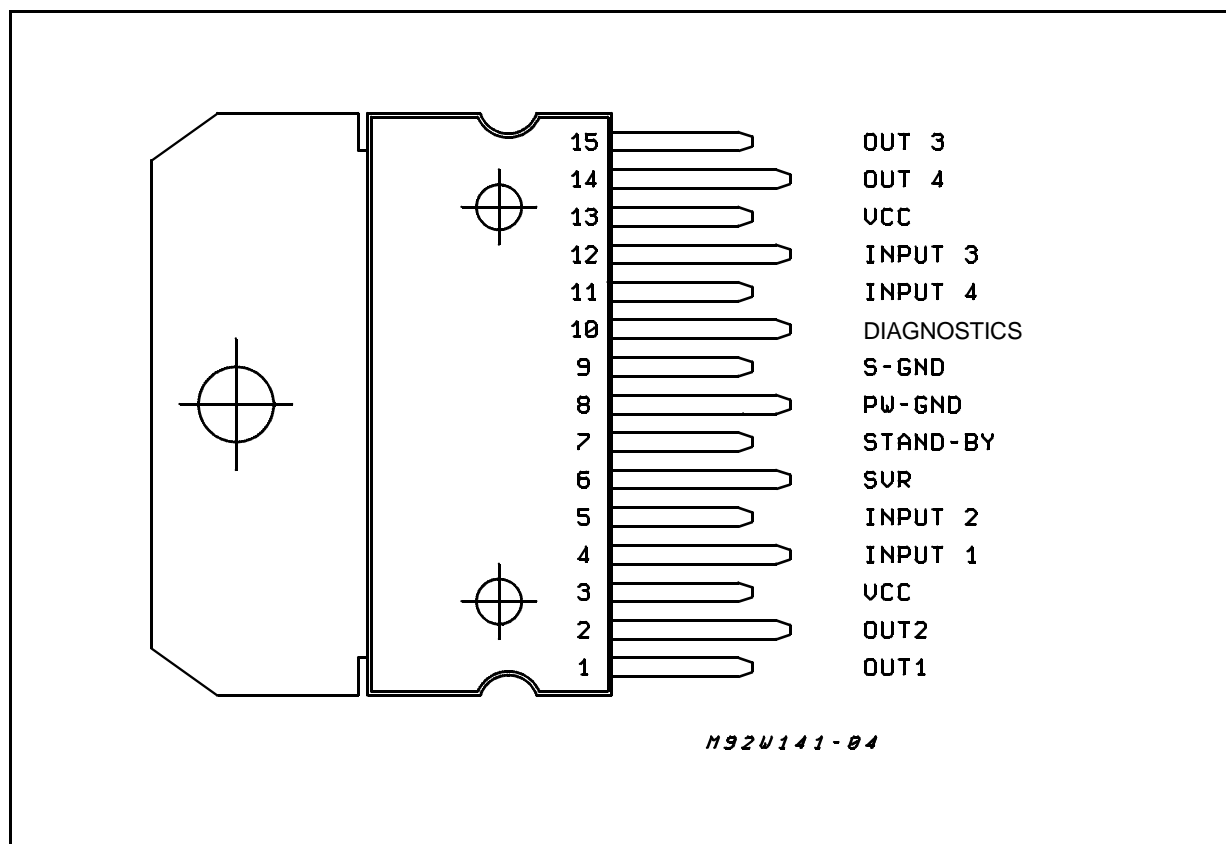 15 OUT 3
14 OUT 4
13 VCC
12 INPUT 3
11 INPUT 4
10 DIAGNOSTICS
9 S-GND
8 PW-GND
7 STAND-BY
6 SVR
5 INPUT 2
4 INPUT 1
3 VCC
2 OUT2
1 OUT1
M92W141-04